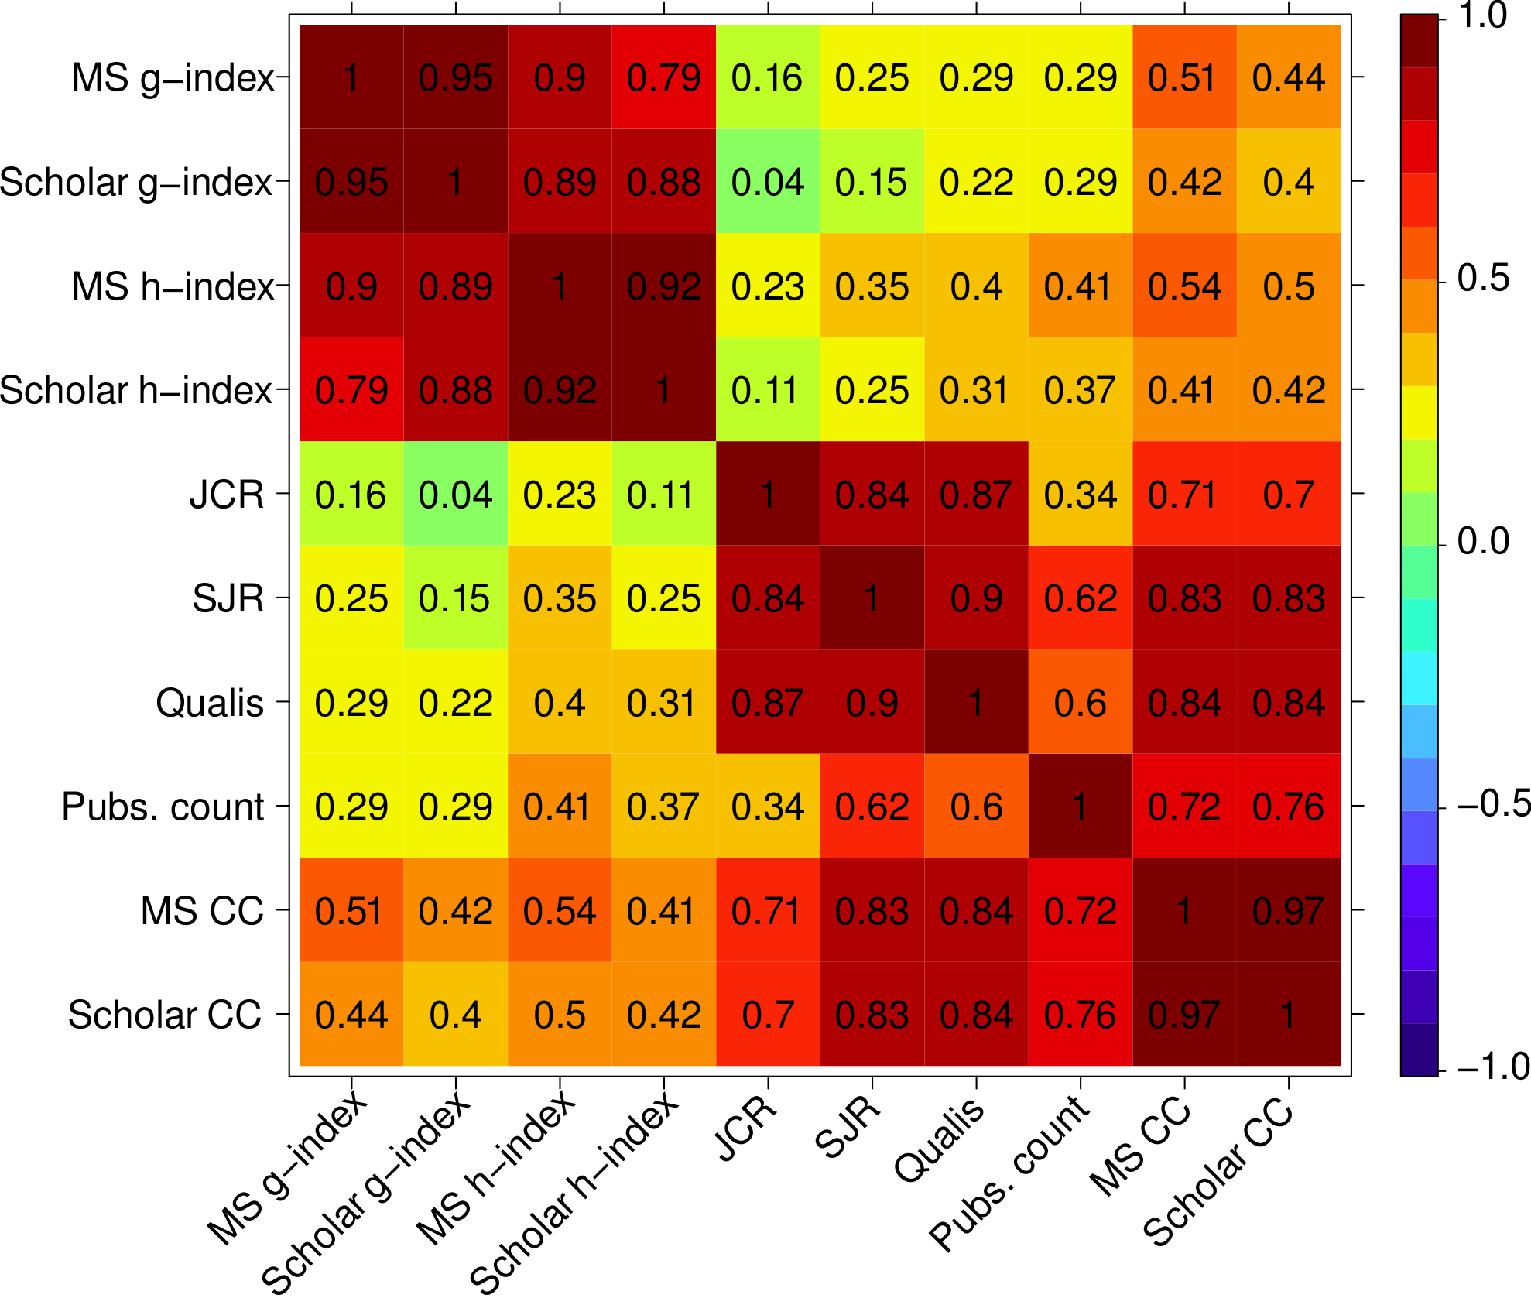 MS g−index 1 0.95 0.9 0.79 0.16 0.25 0.29 0.29 0.51 0.44
Scholar g−index 0.95 1 0.89 0.88 0.04 0.15 0.22 0.29 0.42 0.4
MS h−index 0.9 0.89 1 0.92 0.23 0.35 0.4 0.41 0.54 0.5
Scholar h−index 0.79 0.88 0.92 1 0.11 0.25 0.31 0.37 0.41 0.42
JCR 0.16 0.04 0.23 0.11 1 0.84 0.87 0.34 0.71 0.7
SJR 0.25 0.15 0.35 0.25 0.84 1 0.9 0.62 0.83 0.83
Qualis 0.29 0.22 0.4 0.31 0.87 0.9 1 0.6 0.84 0.84
Pubs. count 0.29 0.29 0.41 0.37 0.34 0.62 0.6 1 0.72 0.76
MS CC 0.51 0.42 0.54 0.41 0.71 0.83 0.84 0.72 1 0.97
Scholar CC 0.44 0.4 0.5 0.42 0.7 0.83 0.84 0.76 0.97 1
MS g−index
Scholar g−index
MS h−index
Scholar h−index
JCR
SJR
Qualis
Pubs. count
MS CC
Scholar CC
1.0
0.5
0.0
−0.5
−1.0